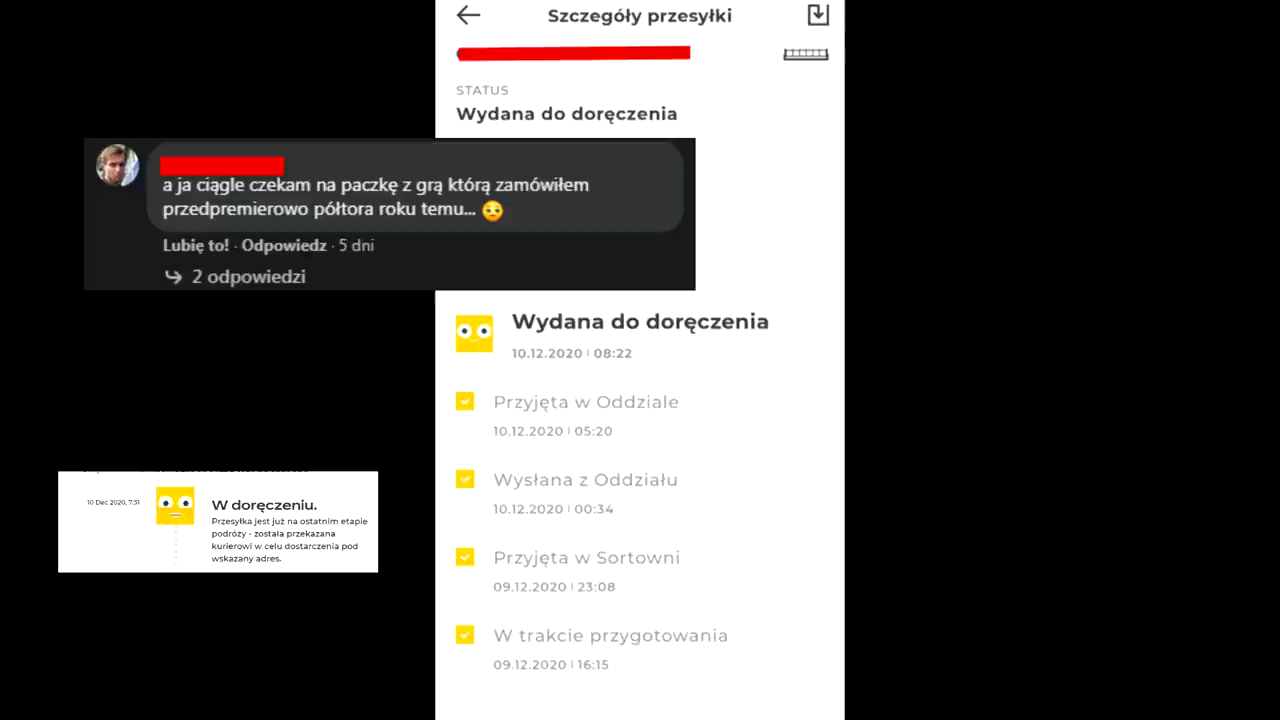 Szczegóły przesyłki
STATUS
Wydana do doręczenia
a ja ciągle czekam na paczkę z grą którą zamówiłem
przedpremierowo półtora roku temu... 😔
Lubię to! · Odpowiedz · 5 dni
2 odpowiedzi
Wydana do doręczenia
10.12.2020 | 08:22
Przyjęta w Oddziale
10.12.2020 | 05:20
Wysłana z Oddziału
10.12.2020 | 00:34
Przyjęta w Sortowni
09.12.2020 | 23:08
W trakcie przygotowania
09.12.2020 | 16:15
10 Dec 2020, 7:31
W doręczeniu.
Przesyłka jest już na ostatnim etapie
podróży - została przekazana
kurierowi w celu dostarczenia pod
wskazany adres.